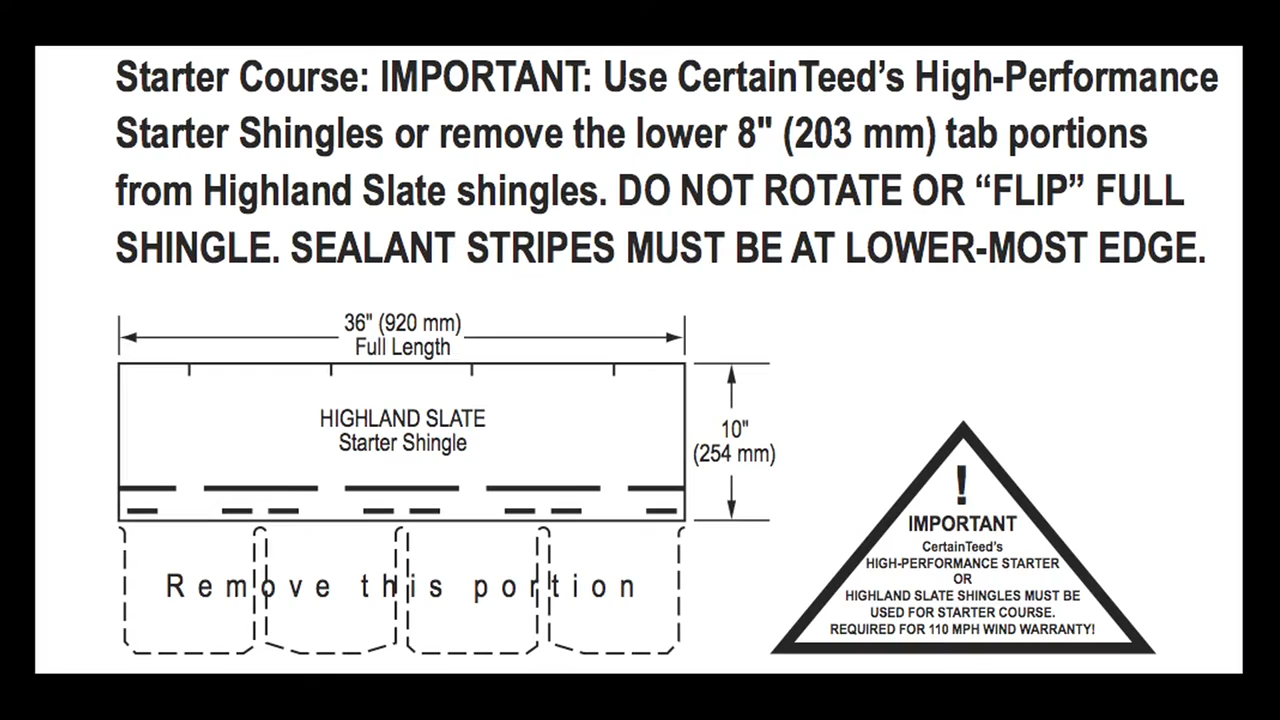 Starter Course: IMPORTANT: Use CertainTeed’s High-Performance
Starter Shingles or remove the lower 8" (203 mm) tab portions
from Highland Slate shingles. DO NOT ROTATE OR “FLIP” FULL
SHINGLE. SEALANT STRIPES MUST BE AT LOWER-MOST EDGE.
36" (920 mm)
Full Length
HIGHLAND SLATE
Starter Shingle
10"
(254 mm)
Remove this portion
!
IMPORTANT
CertainTeed’s
HIGH-PERFORMANCE STARTER
OR
HIGHLAND SLATE SHINGLES MUST BE
USED FOR STARTER COURSE.
REQUIRED FOR 110 MPH WIND WARRANTY!